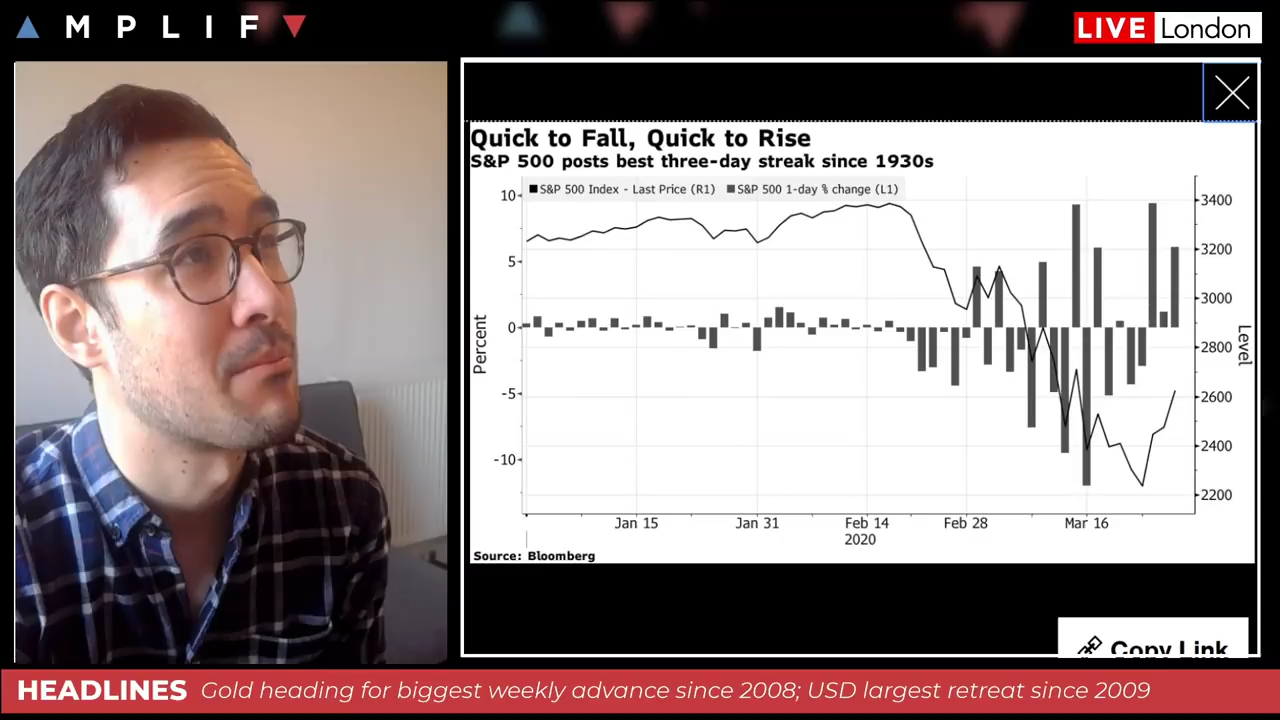 MPLIF
LIVE London
Quick to Fall, Quick to Rise
S&P 500 posts best three-day streak since 1930s
S&P 500 Index - Last Price (R1) S&P 500 1-day % change (L1)
10
5
0
-5
-10
Percent
3400
3200
3000
2800
2600
2400
2200
Level
Jan 15 Jan 31 Feb 14 Feb 28 Mar 16
2020
Source: Bloomberg
Copy Link
HEADLINES Gold heading for biggest weekly advance since 2008; USD largest retreat since 2009